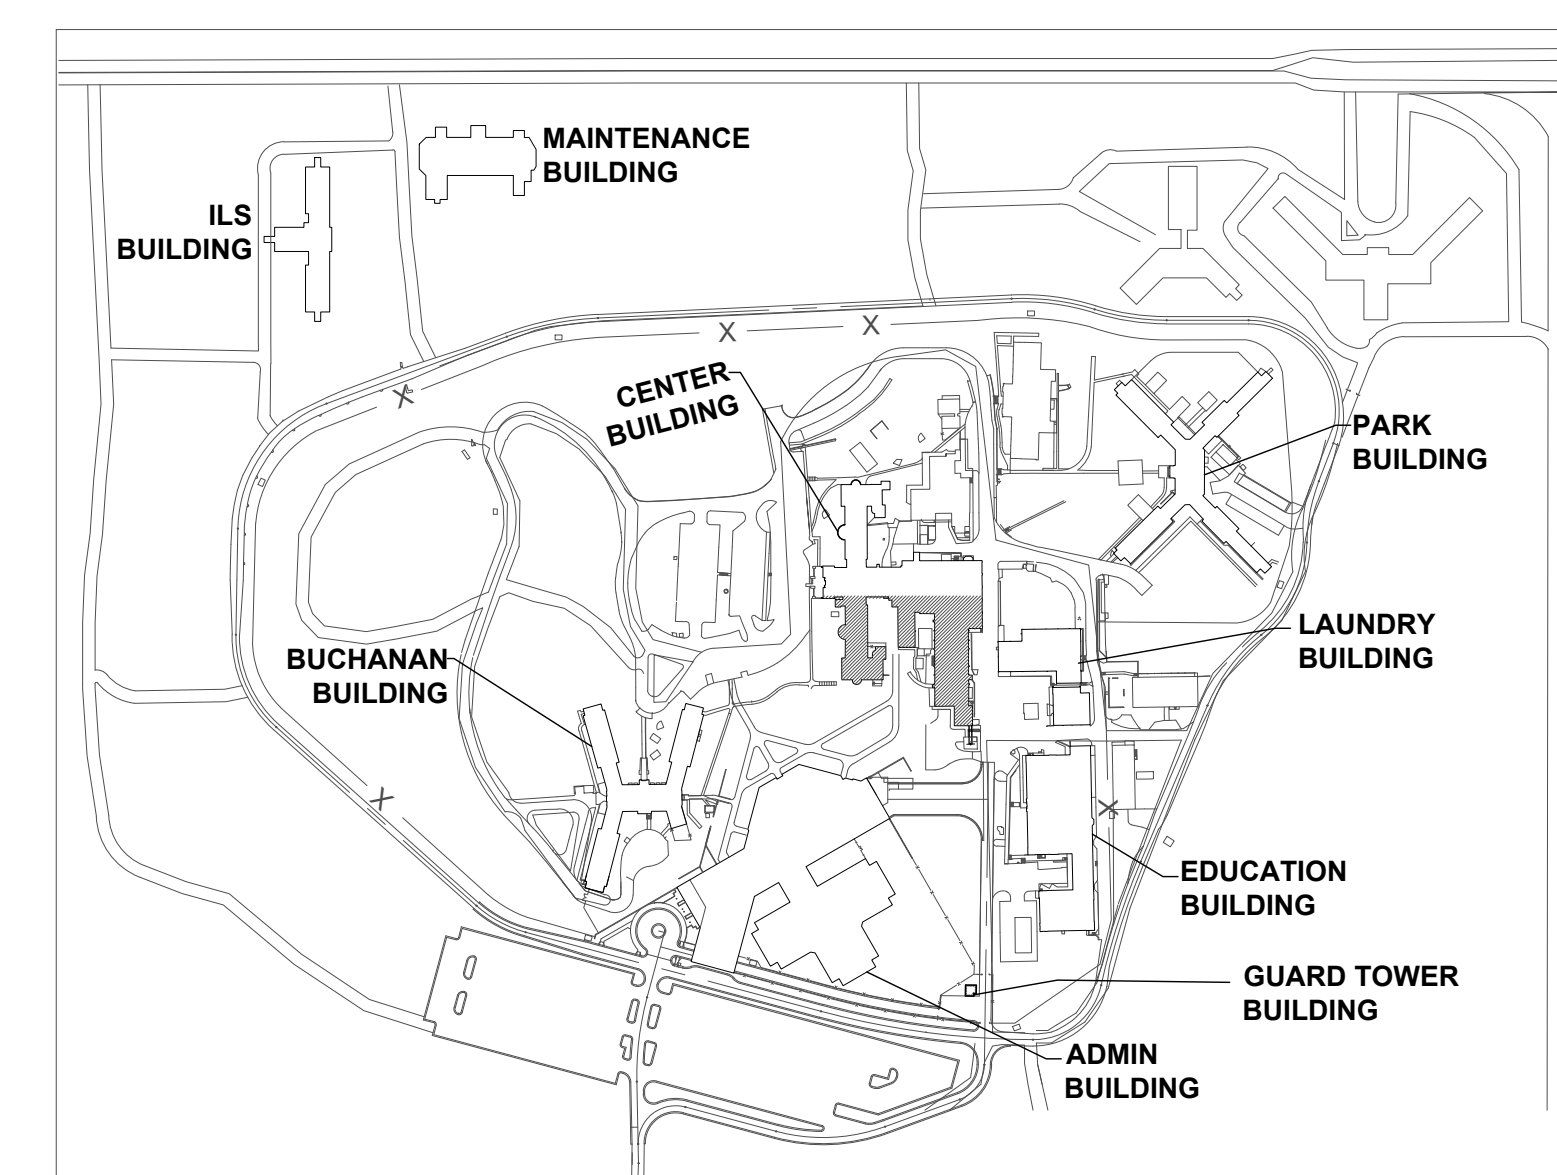 MAINTENANCE
BUILDING
ILS
BUILDING
CENTER
BUILDING
PARK
BUILDING
LAUNDRY
BUILDING
BUCHANAN
BUILDING
EDUCATION
BUILDING
GUARD TOWER
BUILDING
ADMIN
BUILDING
X
X
X
X
X